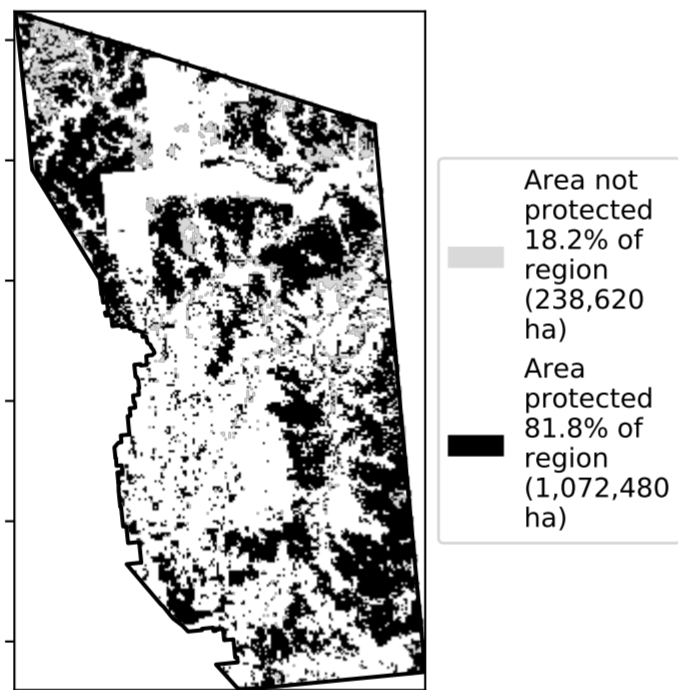 Area not
protected
18.2% of
region
(238,620
ha)
Area
protected
81.8% of
region
(1,072,480
ha)